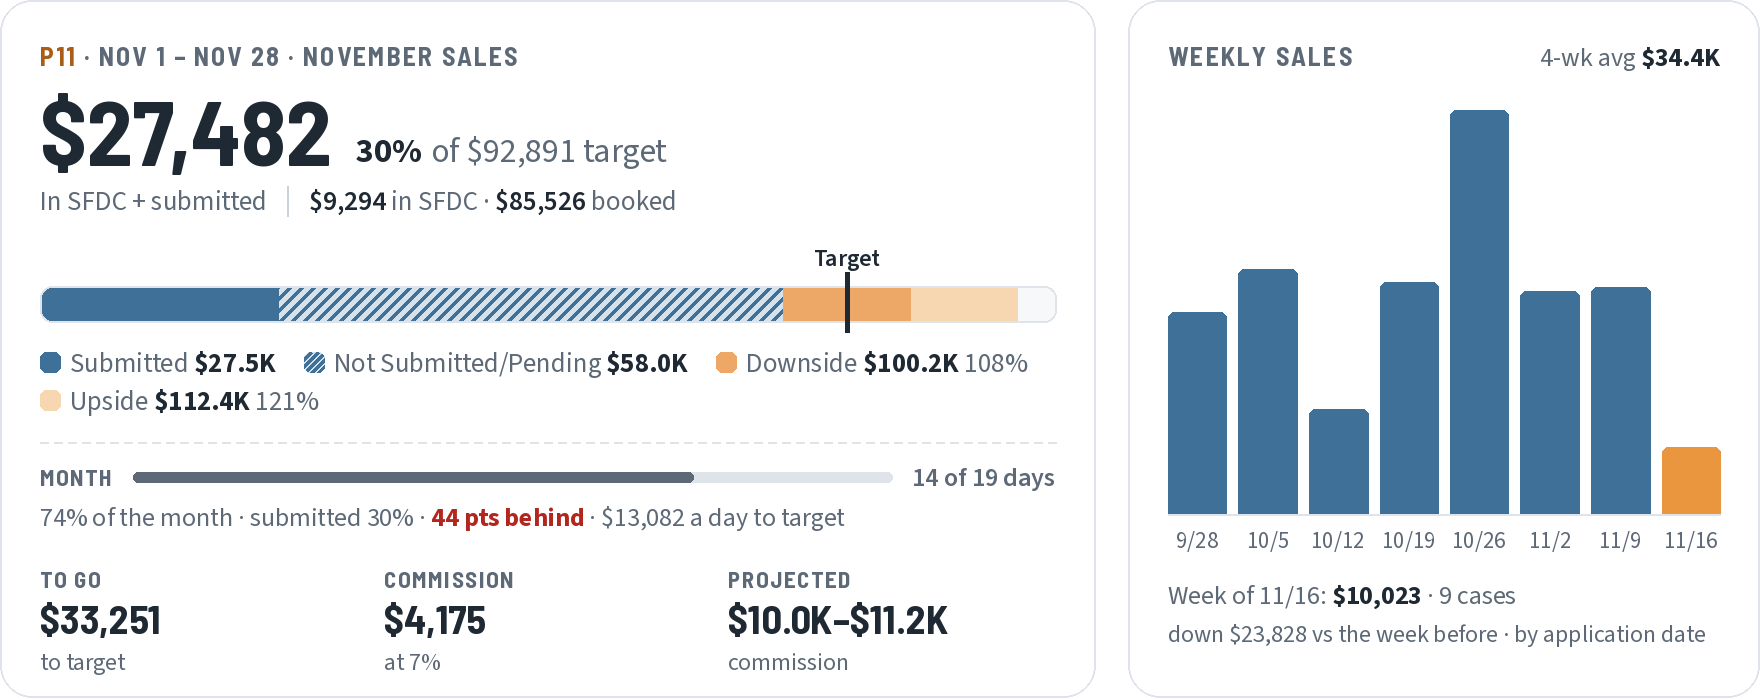 P11 · NOV 1 – NOV 28 · NOVEMBER SALES
$27,482 30% of $92,891 target
In SFDC + submitted $9,294 in SFDC · $85,526 booked
Target
Submitted $27.5K Not Submitted/Pending $58.0K Downside $100.2K 108%
Upside $112.4K 121%
MONTH 14 of 19 days
74% of the month · submitted 30% · 44 pts behind · $13,082 a day to target
TO GO COMMISSION PROJECTED
$33,251 $4,175 $10.0K–$11.2K
to target at 7% commission
WEEKLY SALES 4-wk avg $34.4K
9/28 10/5 10/12 10/19 10/26 11/2 11/9 11/16
Week of 11/16: $10,023 · 9 cases
down $23,828 vs the week before · by application date